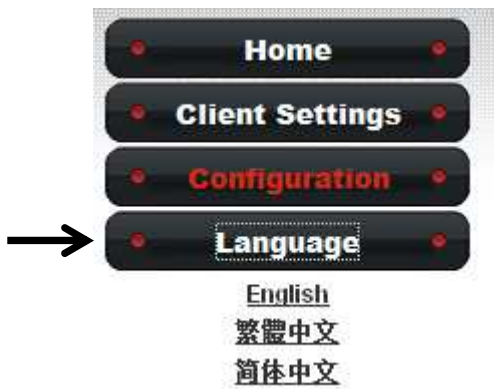 Home
Client Settings
Configuration
Language
English
繁體中文
简体中文